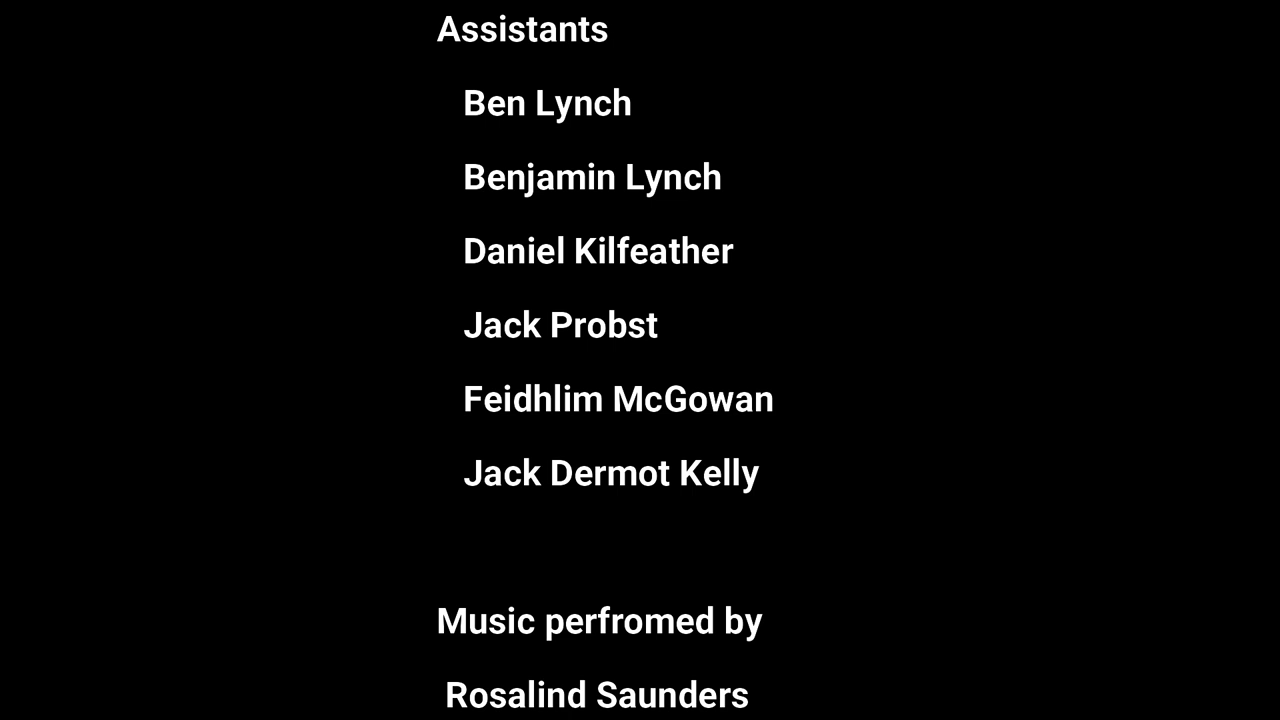 Assistants
Ben Lynch
Benjamin Lynch
Daniel Kilfeather
Jack Probst
Feidhlim McGowan
Jack Dermot Kelly
Music perfromed by
Rosalind Saunders